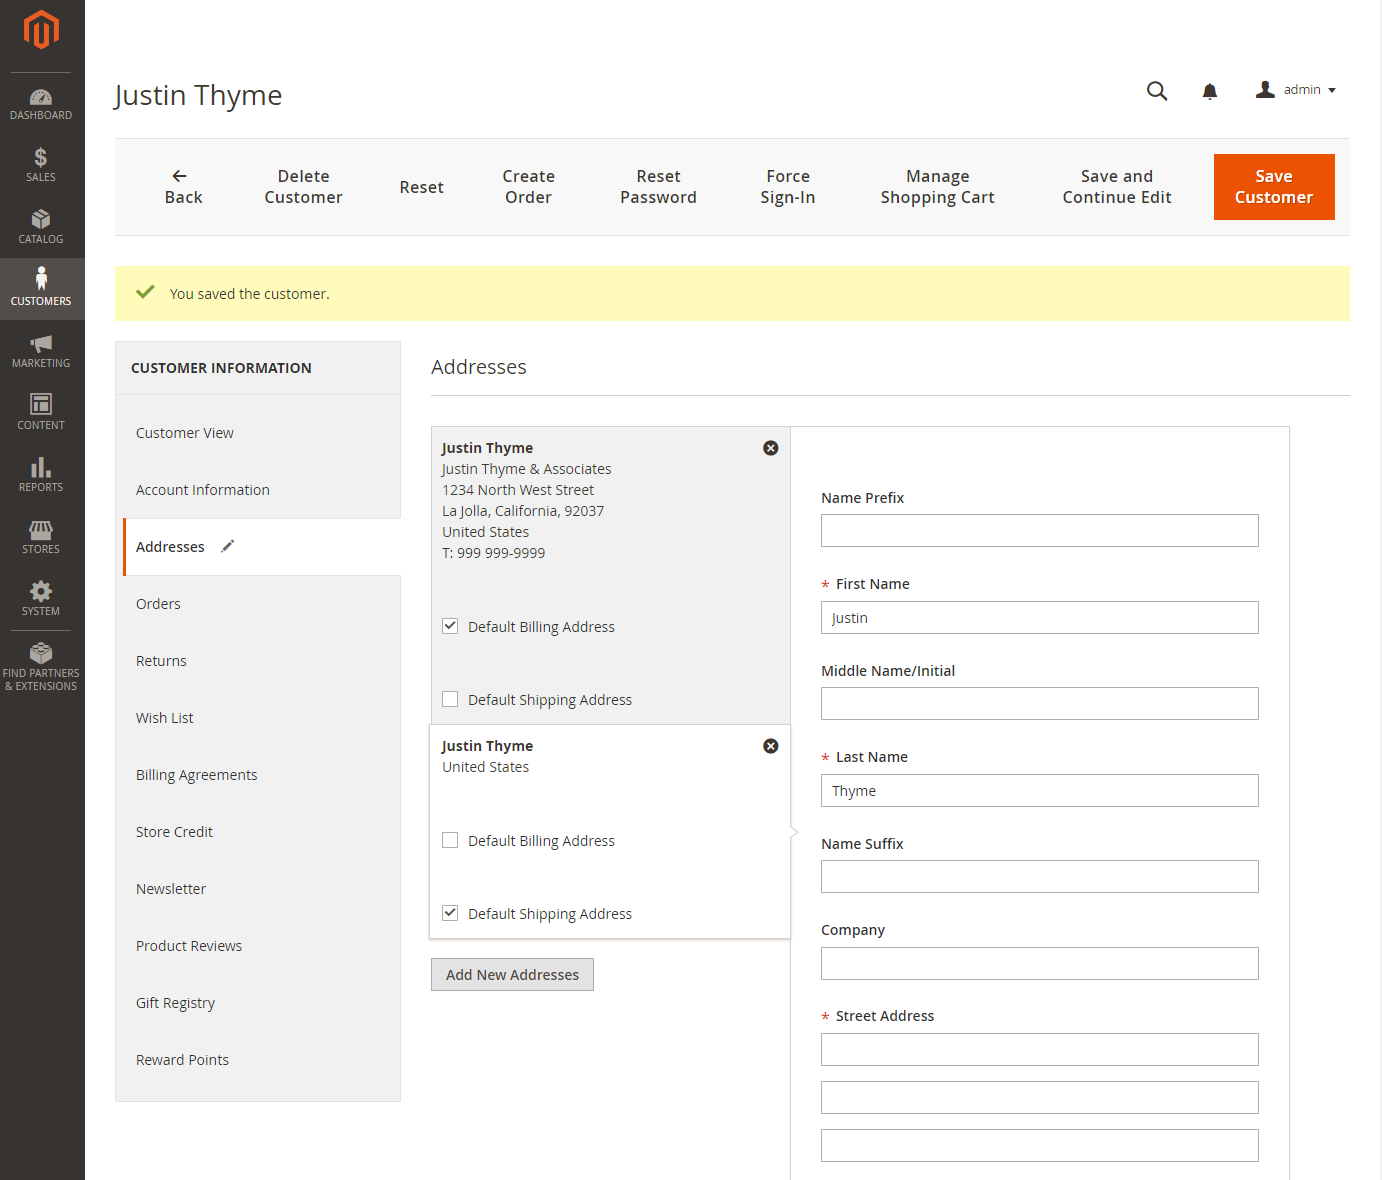 Justin Thyme
admin
DASHBOARD
SALES
CATALOG
CUSTOMERS
MARKETING
CONTENT
REPORTS
STORES
SYSTEM
FIND PARTNERS
& EXTENSIONS
Back
Delete
Customer
Reset
Create
Order
Reset
Password
Force
Sign-In
Manage
Shopping Cart
Save and
Continue Edit
Save
Customer
You saved the customer.
CUSTOMER INFORMATION
Customer View
Account Information
Addresses
Orders
Returns
Wish List
Billing Agreements
Store Credit
Newsletter
Product Reviews
Gift Registry
Reward Points
Addresses
Justin Thyme
Justin Thyme & Associates
1234 North West Street
La Jolla, California, 92037
United States
T: 999 999-9999
Default Billing Address
Default Shipping Address
Justin Thyme
United States
Default Billing Address
Default Shipping Address
Add New Addresses
Name Prefix
* First Name
Justin
Middle Name/Initial
* Last Name
Thyme
Name Suffix
Company
* Street Address